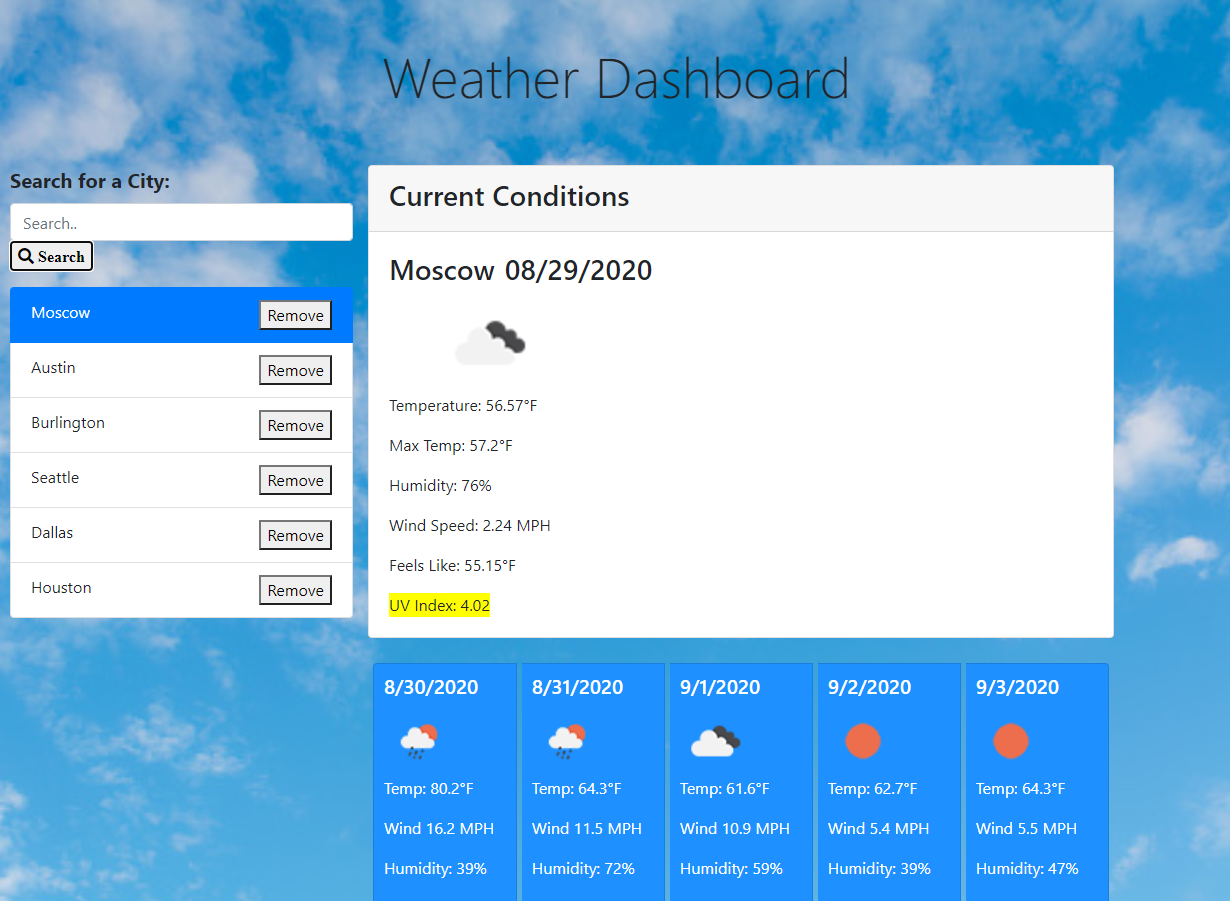 Weather Dashboard
Search for a City:
Search..
Search
Moscow Remove
Austin Remove
Burlington Remove
Seattle Remove
Dallas Remove
Houston Remove
Current Conditions
Moscow 08/29/2020
Temperature: 56.57°F
Max Temp: 57.2°F
Humidity: 76%
Wind Speed: 2.24 MPH
Feels Like: 55.15°F
UV Index: 4.02
8/30/2020
Temp: 80.2°F
Wind 16.2 MPH
Humidity: 39%
8/31/2020
Temp: 64.3°F
Wind 11.5 MPH
Humidity: 72%
9/1/2020
Temp: 61.6°F
Wind 10.9 MPH
Humidity: 59%
9/2/2020
Temp: 62.7°F
Wind 5.4 MPH
Humidity: 39%
9/3/2020
Temp: 64.3°F
Wind 5.5 MPH
Humidity: 47%